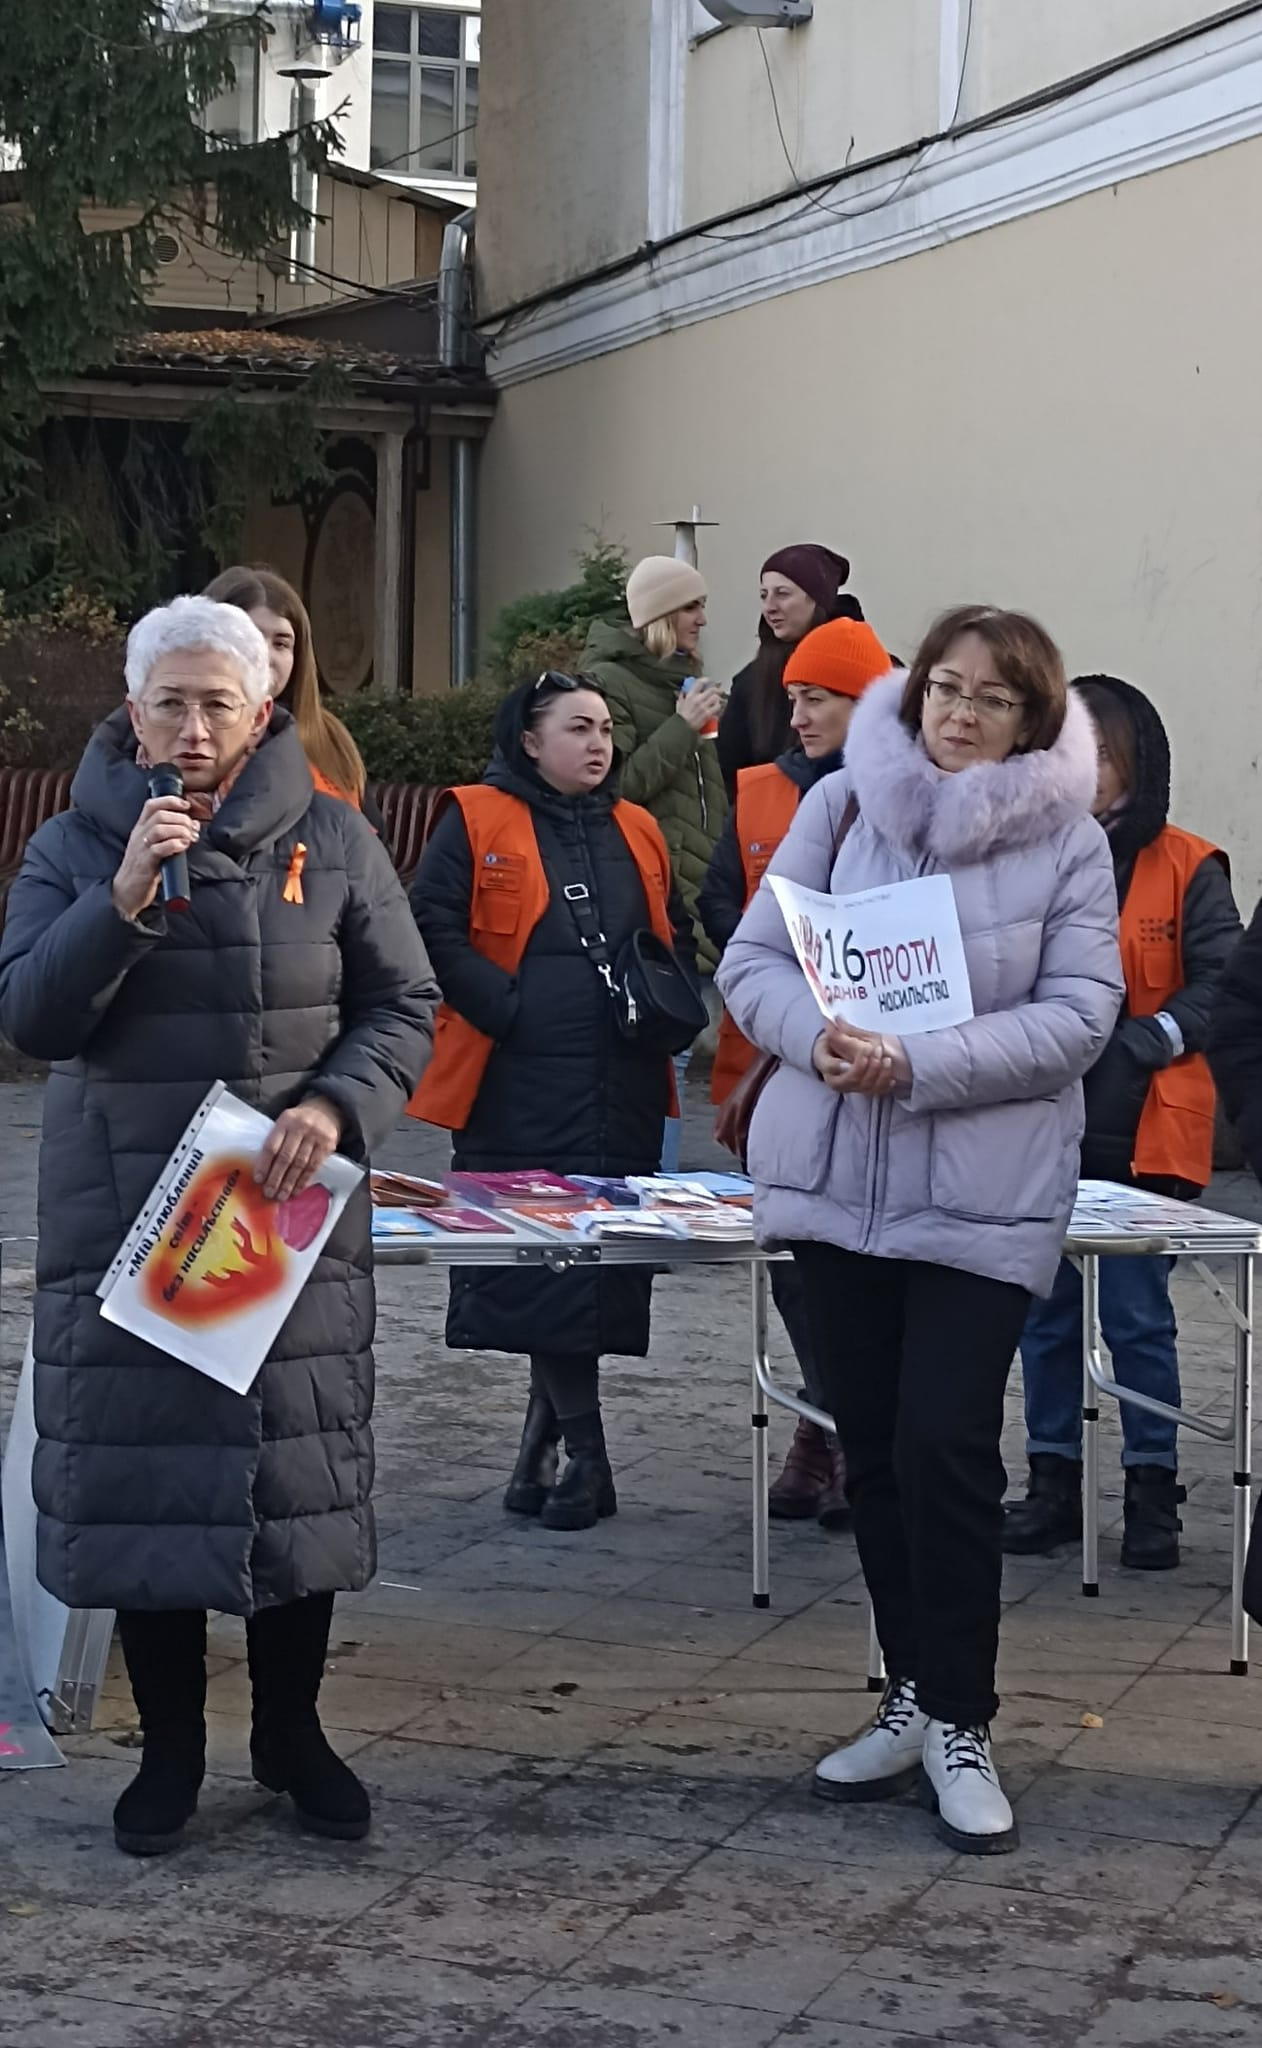 «Мій улюблений
світ -
без насильства»
16 ПРОТИ
днів насильства